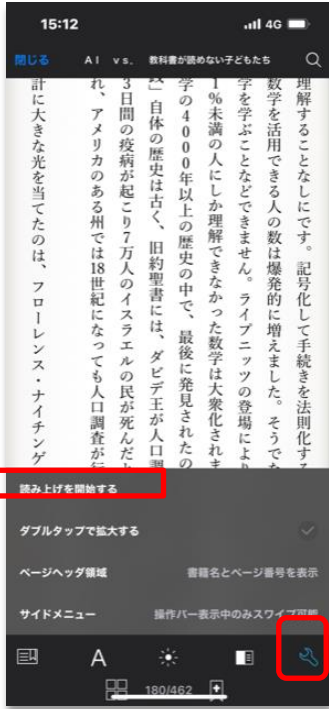 15:12
4G
閉じる
AI vs. 教科書が読めない子どもたち
理解することなしにです。記号化して手続きを法則化す
数学を活用できる人の数は爆発的に増えました。そうでな
学を学ぶことなどできません。ライプニッツの登場により
1%未満の人にしか理解できなかった数学は大衆化されま
学の4000年以上の歴史の中で、最後に発見されたの
自体の歴史は古く、旧約聖書には、ダビデ王が人口調
3日間の疫病が起こり7万人のイスラエルの民が死んだ
れ、アメリカのある州では18世紀になっても人口調査が行
計に大きな光を当てたのは、フローレンス・ナイチンゲ
読み上げを開始する
ダブルタップで拡大する
ページヘッダ領域
書籍名とページ番号を表示
サイドメニュー
操作バー表示中のみスワイプ可能
A
180/462